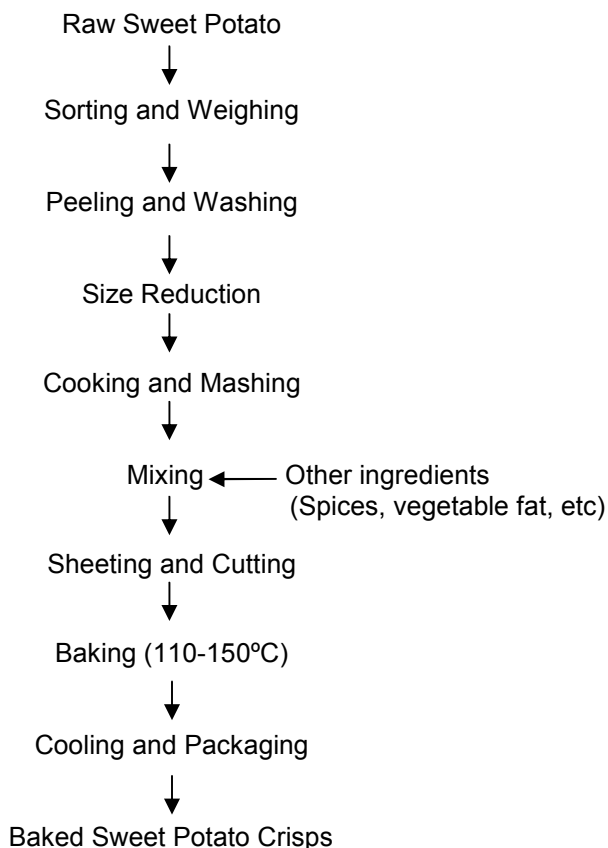 Raw Sweet Potato
Sorting and Weighing
Peeling and Washing
Size Reduction
Cooking and Mashing
Mixing
Other ingredients
(Spices, vegetable fat, etc)
Sheeting and Cutting
Baking (110-150ºC)
Cooling and Packaging
Baked Sweet Potato Crisps